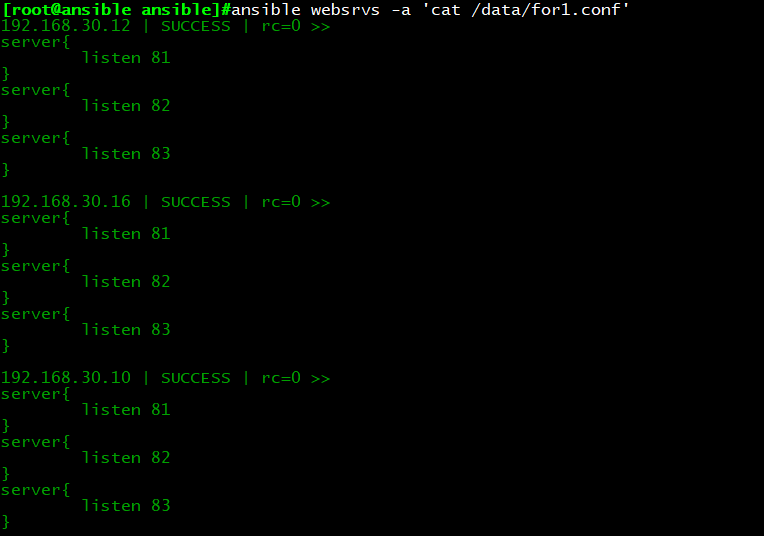 [root@ansible ansible]#ansible websrvs -a 'cat /data/for1.conf'
192.168.30.12 | SUCCESS | rc=0 >>
server{
        listen 81
}
server{
        listen 82
}
server{
        listen 83
}

192.168.30.16 | SUCCESS | rc=0 >>
server{
        listen 81
}
server{
        listen 82
}
server{
        listen 83
}

192.168.30.10 | SUCCESS | rc=0 >>
server{
        listen 81
}
server{
        listen 82
}
server{
        listen 83
}